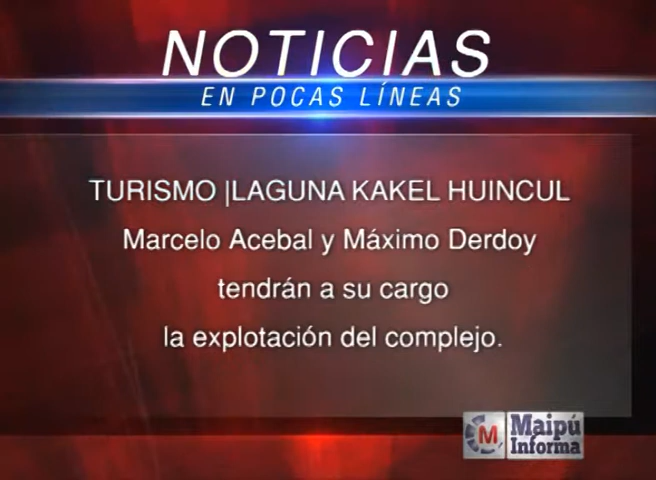 NOTICIAS
EN POCAS LÍNEAS
TURISMO |LAGUNA KAKEL HUINCUL
Marcelo Acebal y Máximo Derdoy
tendrán a su cargo
la explotación del complejo.
M Maipú
Informa